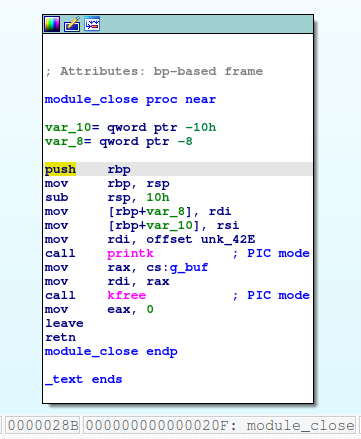 ; Attributes: bp-based frame
module_close proc near
var_10= qword ptr -10h
var_8= qword ptr -8
push rbp
mov rbp, rsp
sub rsp, 10h
mov [rbp+var_8], rdi
mov [rbp+var_10], rsi
mov rdi, offset unk_42E
call printk ; PIC mode
mov rax, cs:g_buf
mov rdi, rax
call kfree ; PIC mode
mov eax, 0
leave
retn
module_close endp
_text ends
0000028B 000000000000020F: module_close